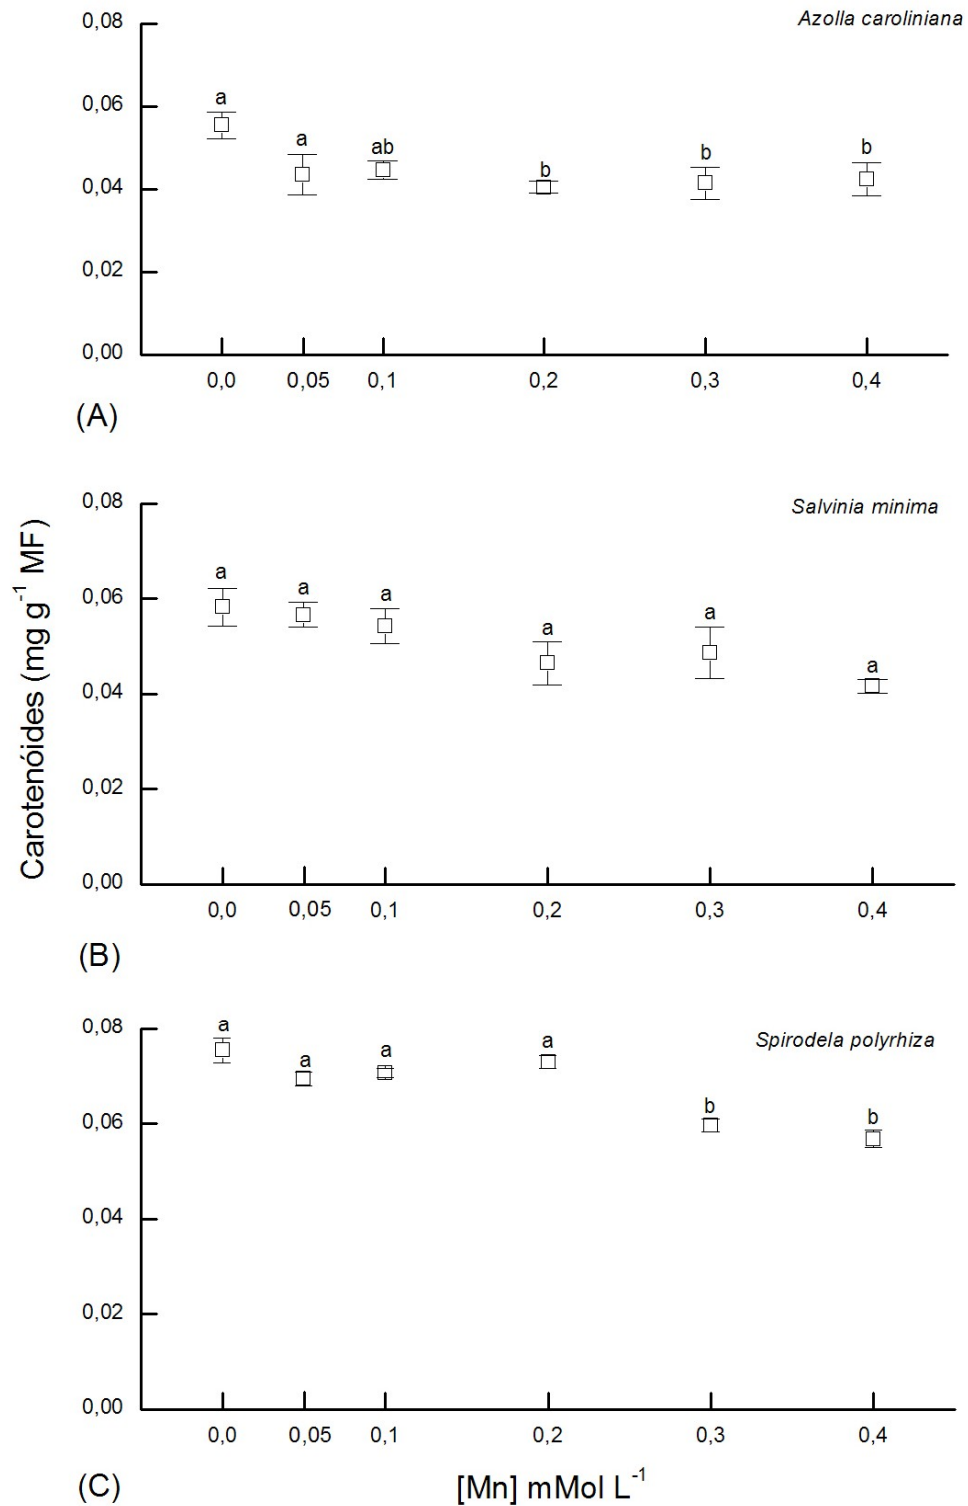 Azolla caroliniana
0,08
0,06
0,04
0,02
0,00
a
a
ab
b
b
b
0,0
0,05
0,1
0,2
0,3
0,4
(A)
Carotenóides (mg g⁻¹ MF)
Salvinia minima
0,08
0,06
0,04
0,02
0,00
a
a
a
a
a
a
0,0
0,05
0,1
0,2
0,3
0,4
(B)
Spirodela polyrhiza
0,08
0,06
0,04
0,02
0,00
a
a
a
a
b
b
0,0
0,05
0,1
0,2
0,3
0,4
(C)
[Mn] mMol L⁻¹